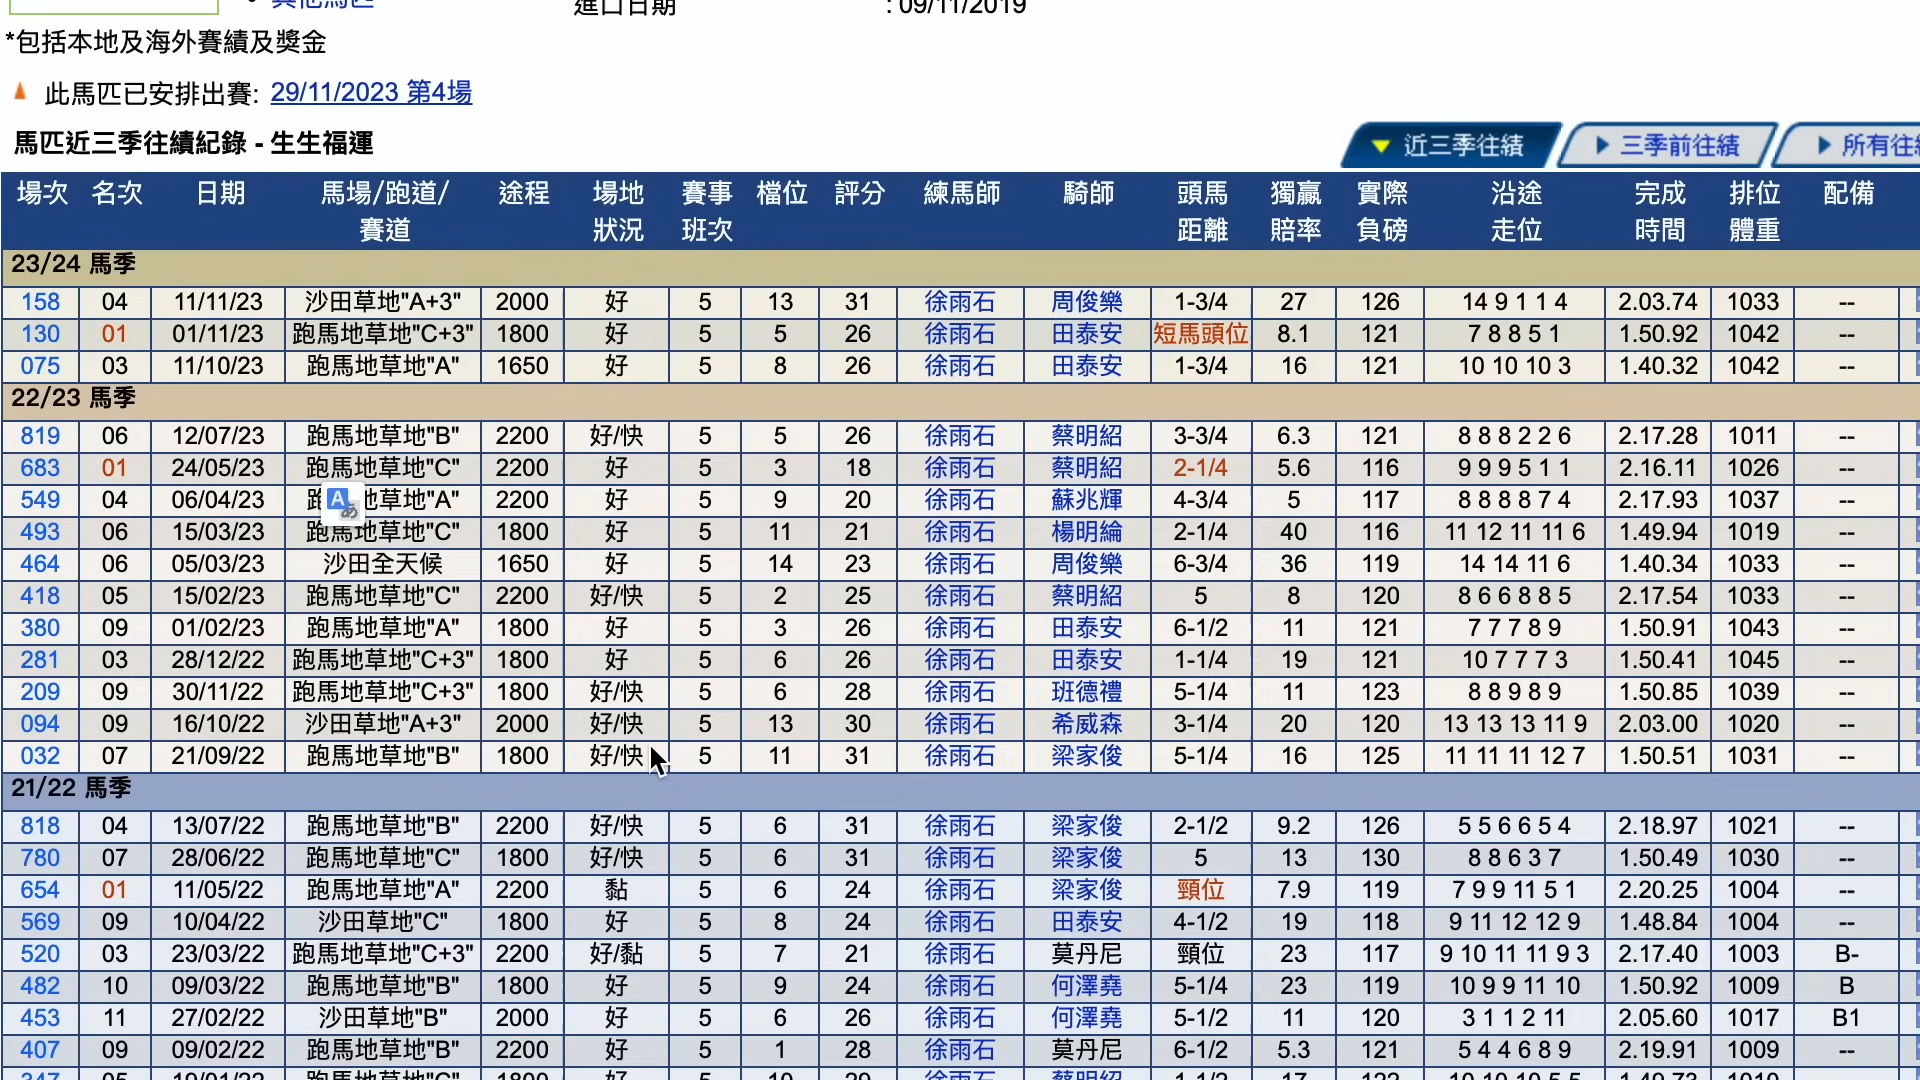 • 其他馬匹
進口日期 : 09/11/2019
*包括本地及海外賽績及獎金
此馬匹已安排出賽: 29/11/2023 第4場
馬匹近三季往績紀錄 - 生生福運
近三季往績 三季前往績 所有往績
場次 名次 日期 馬場/跑道/賽道 途程 場地狀況 賽事班次 檔位 評分 練馬師 騎師 頭馬距離 獨贏賠率 實際負磅 沿途走位 完成時間 排位體重 配備
23/24 馬季
158 04 11/11/23 沙田草地"A+3" 2000 好 5 13 31 徐雨石 周俊樂 1-3/4 27 126 14 9 1 1 4 2.03.74 1033 --
130 01 01/11/23 跑馬地草地"C+3" 1800 好 5 5 26 徐雨石 田泰安 短馬頭位 8.1 121 7 8 8 5 1 1.50.92 1042 --
075 03 11/10/23 跑馬地草地"A" 1650 好 5 8 26 徐雨石 田泰安 1-3/4 16 121 10 10 10 3 1.40.32 1042 --
22/23 馬季
819 06 12/07/23 跑馬地草地"B" 2200 好/快 5 5 26 徐雨石 蔡明紹 3-3/4 6.3 121 8 8 8 2 2 6 2.17.28 1011 --
683 01 24/05/23 跑馬地草地"C" 2200 好 5 3 18 徐雨石 蔡明紹 2-1/4 5.6 116 9 9 9 5 1 1 2.16.11 1026 --
549 04 06/04/23 跑 地草地"A" 2200 好 5 9 20 徐雨石 蘇兆輝 4-3/4 5 117 8 8 8 8 7 4 2.17.93 1037 --
493 06 15/03/23 跑馬地草地"C" 1800 好 5 11 21 徐雨石 楊明綸 2-1/4 40 116 11 12 11 11 6 1.49.94 1019 --
464 06 05/03/23 沙田全天候 1650 好 5 14 23 徐雨石 周俊樂 6-3/4 36 119 14 14 11 6 1.40.34 1033 --
418 05 15/02/23 跑馬地草地"C" 2200 好/快 5 2 25 徐雨石 蔡明紹 5 8 120 8 6 6 8 8 5 2.17.54 1033 --
380 09 01/02/23 跑馬地草地"A" 1800 好 5 3 26 徐雨石 田泰安 6-1/2 11 121 7 7 7 8 9 1.50.91 1043 --
281 03 28/12/22 跑馬地草地"C+3" 1800 好 5 6 26 徐雨石 田泰安 1-1/4 19 121 10 7 7 7 3 1.50.41 1045 --
209 09 30/11/22 跑馬地草地"C+3" 1800 好/快 5 6 28 徐雨石 班德禮 5-1/4 11 123 8 8 9 8 9 1.50.85 1039 --
094 09 16/10/22 沙田草地"A+3" 2000 好/快 5 13 30 徐雨石 希威森 3-1/4 20 120 13 13 13 11 9 2.03.00 1020 --
032 07 21/09/22 跑馬地草地"B" 1800 好/快 5 11 31 徐雨石 梁家俊 5-1/4 16 125 11 11 11 12 7 1.50.51 1031 --
21/22 馬季
818 04 13/07/22 跑馬地草地"B" 2200 好/快 5 6 31 徐雨石 梁家俊 2-1/2 9.2 126 5 5 6 6 5 4 2.18.97 1021 --
780 07 28/06/22 跑馬地草地"C" 1800 好/快 5 6 31 徐雨石 梁家俊 5 13 130 8 8 6 3 7 1.50.49 1030 --
654 01 11/05/22 跑馬地草地"A" 2200 黏 5 6 24 徐雨石 梁家俊 頸位 7.9 119 7 9 9 11 5 1 2.20.25 1004 --
569 09 10/04/22 沙田草地"C" 1800 好 5 8 24 徐雨石 田泰安 4-1/2 19 118 9 11 12 12 9 1.48.84 1004 --
520 03 23/03/22 跑馬地草地"C+3" 2200 好/黏 5 7 21 徐雨石 莫丹尼 頸位 23 117 9 10 11 11 9 3 2.17.40 1003 B-
482 10 09/03/22 跑馬地草地"B" 1800 好 5 9 24 徐雨石 何澤堯 5-1/4 23 119 10 9 9 11 10 1.50.92 1009 B
453 11 27/02/22 沙田草地"B" 2000 好 5 6 26 徐雨石 何澤堯 5-1/2 11 120 3 1 1 2 11 2.05.60 1017 B1
407 09 09/02/22 跑馬地草地"B" 2200 好 5 1 28 徐雨石 莫丹尼 6-1/2 5.3 121 5 4 4 6 8 9 2.19.91 1009 --